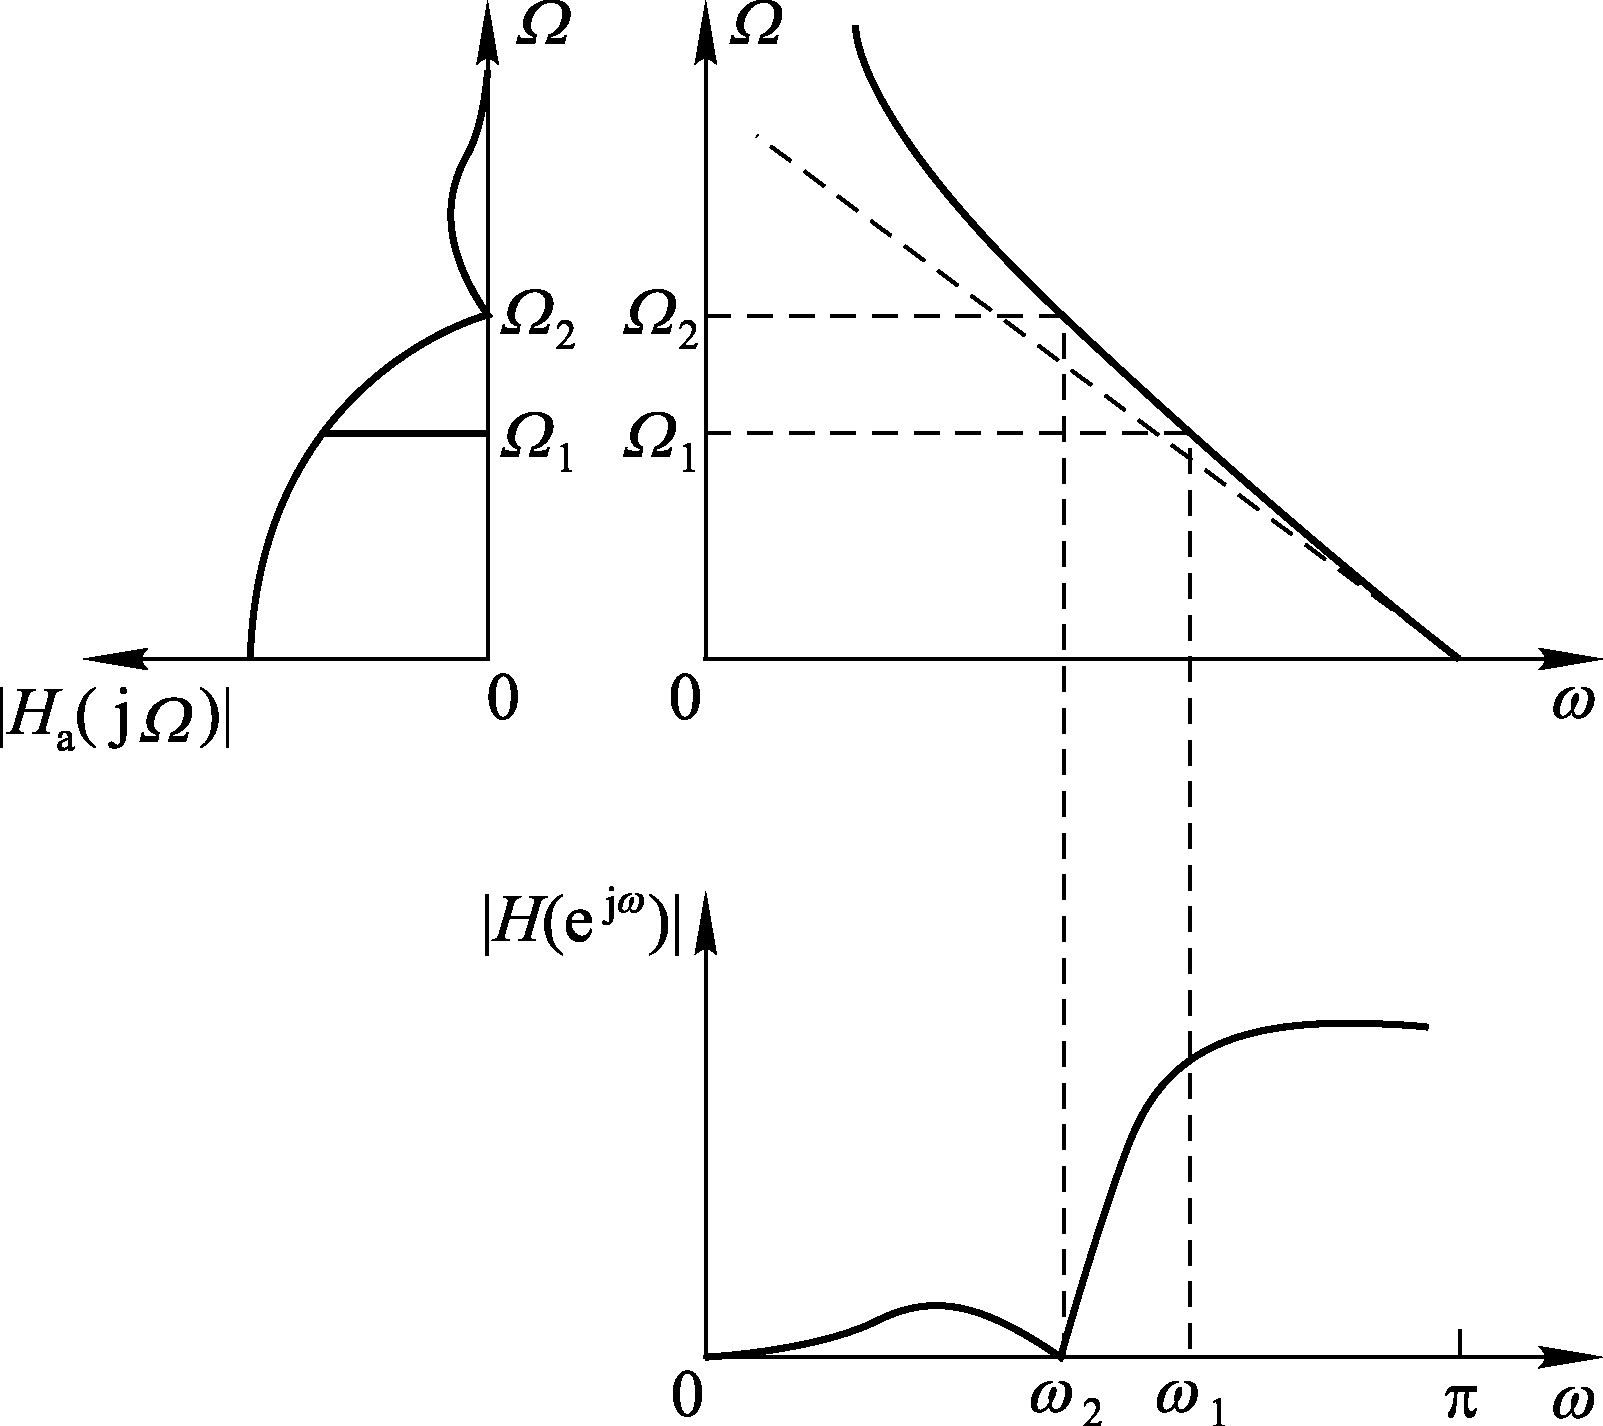 Ω Ω
Ω₂ Ω₂
Ω₁ Ω₁
|Hₐ(jΩ)| 0 0 ω
|H(e^{jω})|
0 ω₂ ω₁ π ω